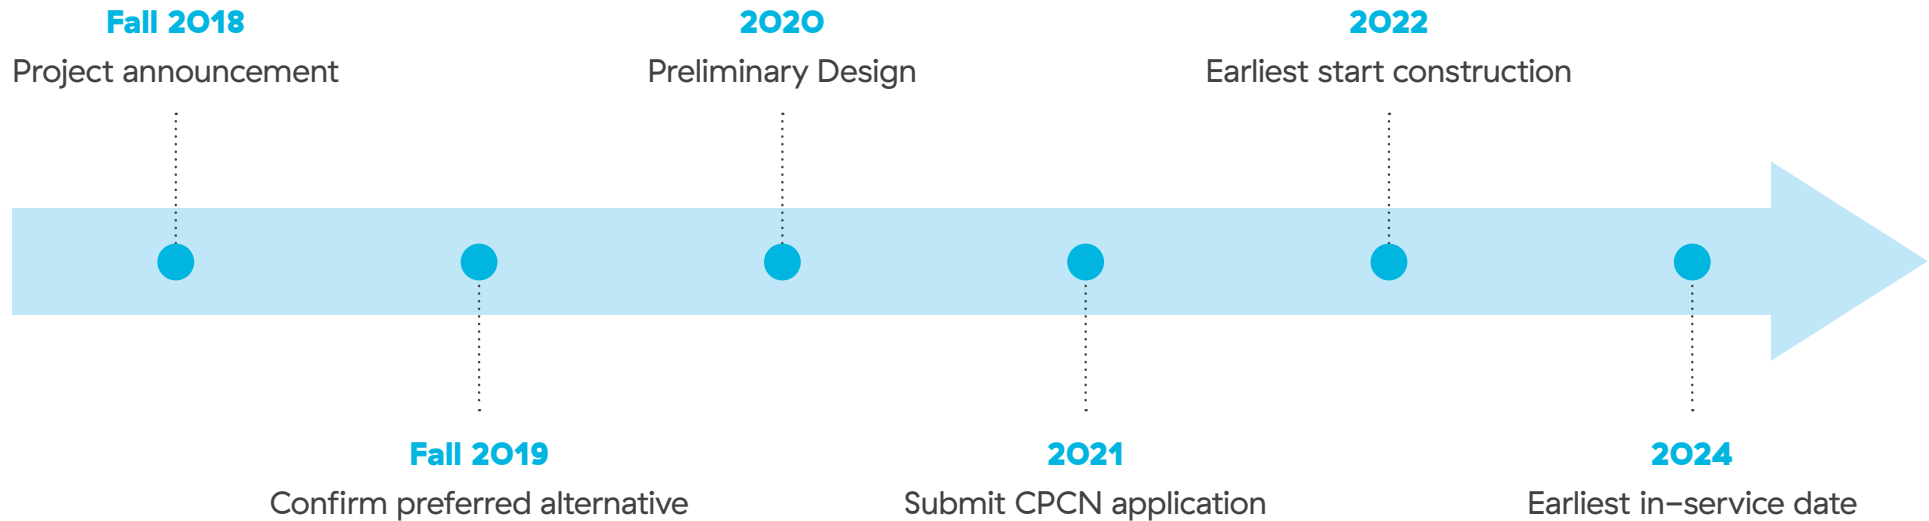 Fall 2018
Project announcement
Fall 2019
Confirm preferred alternative
2020
Preliminary Design
2021
Submit CPCN application
2022
Earliest start construction
2024
Earliest in-service date